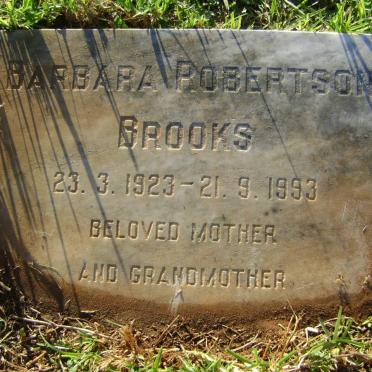 BARBARA ROBERTSON
BROOKS
23. 3. 1923 - 21. 9. 1993
BELOVED MOTHER
AND GRANDMOTHER